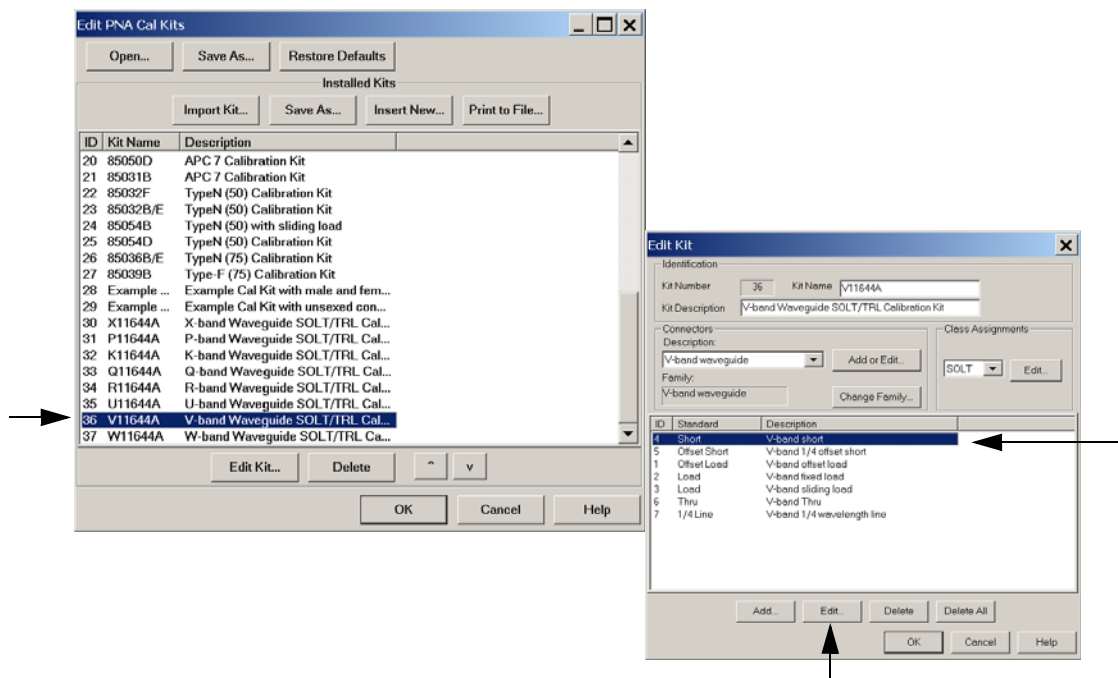 Edit PNA Cal Kits
Open... Save As... Restore Defaults
Installed Kits
Import Kit... Save As... Insert New... Print to File...
ID Kit Name Description
20 85050D APC 7 Calibration Kit
21 85031B APC 7 Calibration Kit
22 85032F TypeN (50) Calibration Kit
23 85032B/E TypeN (50) Calibration Kit
24 85054B TypeN (50) with sliding load
25 85054D TypeN (50) Calibration Kit
26 85036B/E TypeN (75) Calibration Kit
27 85039B Type-F (75) Calibration Kit
28 Example ... Example Cal Kit with male and fem...
29 Example ... Example Cal Kit with unsexed con...
30 X11644A X-band Waveguide SOLT/TRL Cal...
31 P11644A P-band Waveguide SOLT/TRL Cal...
32 K11644A K-band Waveguide SOLT/TRL Cal...
33 Q11644A Q-band Waveguide SOLT/TRL Cal...
34 R11644A R-band Waveguide SOLT/TRL Cal...
35 U11644A U-band Waveguide SOLT/TRL Cal...
36 V11644A V-band Waveguide SOLT/TRL Cal...
37 W11644A W-band Waveguide SOLT/TRL Ca...
Edit Kit... Delete ^ v
OK Cancel Help
Edit Kit
Identification
Kit Number 36 Kit Name V11644A
Kit Description V-band Waveguide SOLT/TRL Calibration Kit
Connectors
Description:
V-band waveguide Add or Edit...
Family:
V-band waveguide Change Family...
Class Assignments
SOLT Edit...
ID Standard Description
4 Short V-band short
5 Offset Short V-band 1/4 offset short
1 Offset Load V-band offset load
2 Load V-band fixed load
3 Load V-band sliding load
6 Thru V-band Thru
7 1/4 Line V-band 1/4 wavelength line
Add... Edit... Delete Delete All
OK Cancel Help